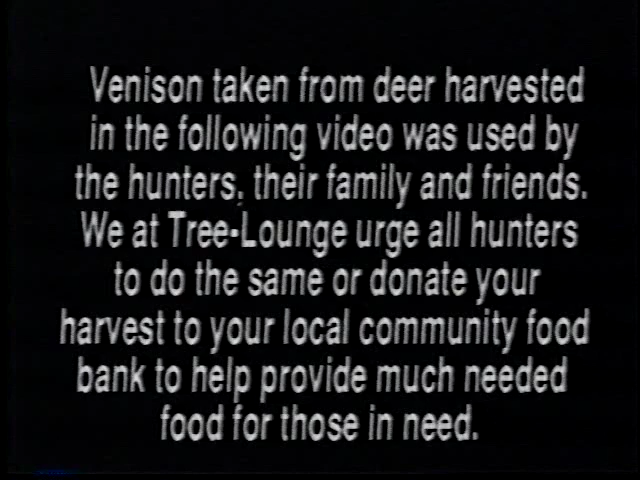 Venison taken from deer harvested
in the following video was used by
the hunters, their family and friends.
We at Tree-Lounge urge all hunters
to do the same or donate your
harvest to your local community food
bank to help provide much needed
food for those in need.